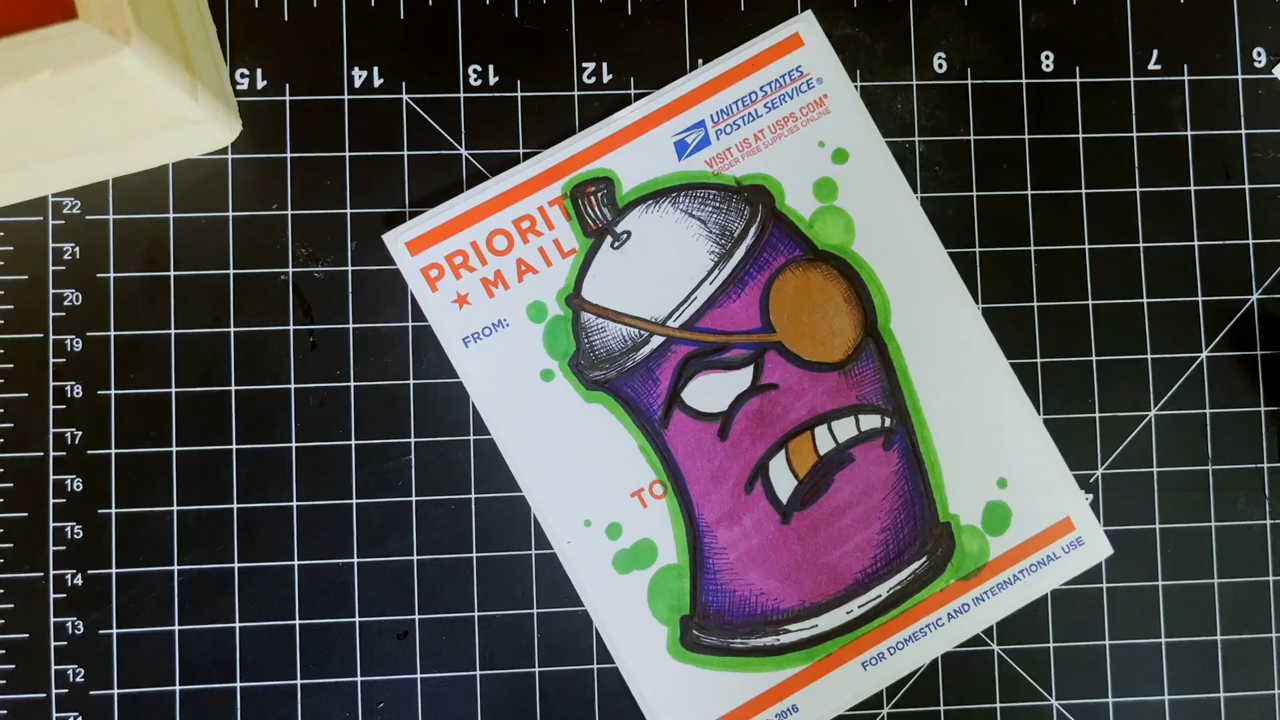 15 14 13 12 9 8 7 6
UNITED STATES
POSTAL SERVICE®
VISIT US AT USPS.COM®
ORDER FREE SUPPLIES ONLINE
PRIORIT
★ MAIL
FROM:
TO
FOR DOMESTIC AND INTERNATIONAL USE
2016
22
21
20
19
18
17
16
15
14
13
12